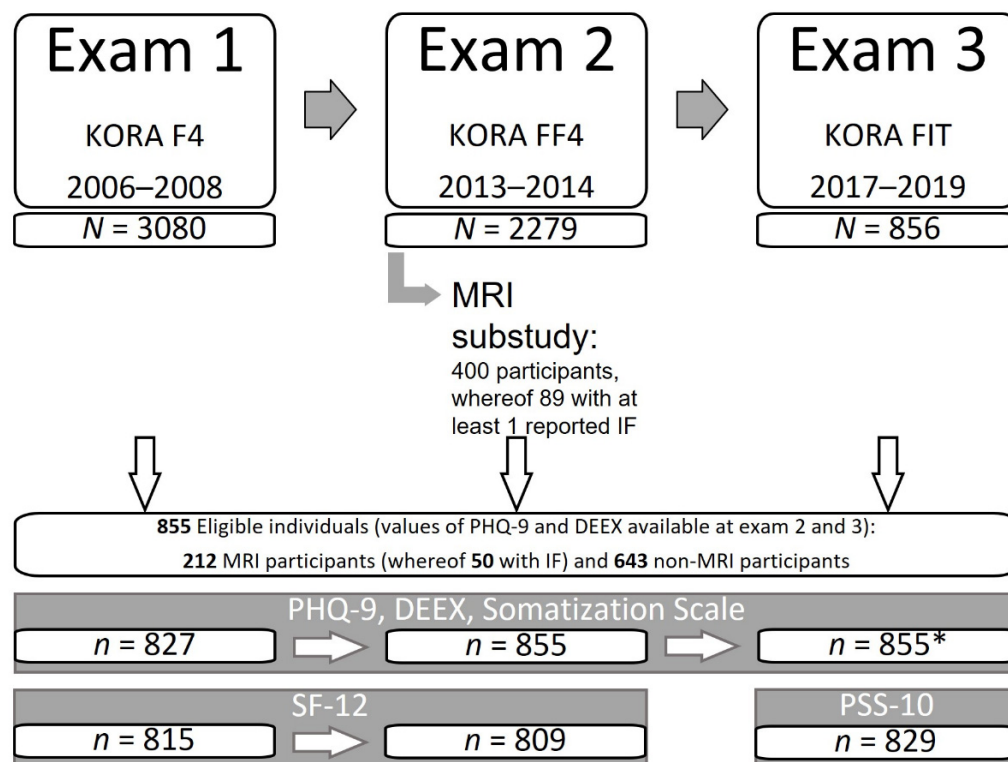 Exam 1
KORA F4
2006–2008
N = 3080
Exam 2
KORA FF4
2013–2014
N = 2279
Exam 3
KORA FIT
2017–2019
N = 856
MRI
substudy:
400 participants,
whereof 89 with at
least 1 reported IF
855 Eligible individuals (values of PHQ-9 and DEEX available at exam 2 and 3):
212 MRI participants (whereof 50 with IF) and 643 non-MRI participants
PHQ-9, DEEX, Somatization Scale
n = 827
n = 855
n = 855*
SF-12
n = 815
n = 809
PSS-10
n = 829